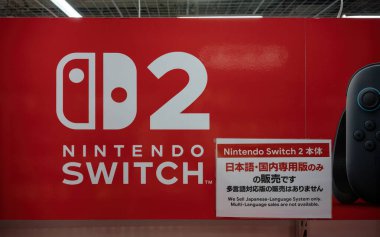 2
NINTENDO
SWITCH™
Nintendo Switch 2 本体
日本語・国内専用版のみ
の販売です
多言語対応版の販売はありません
We Sell Japanese-Language System only.
Multi-Language sales are not available.